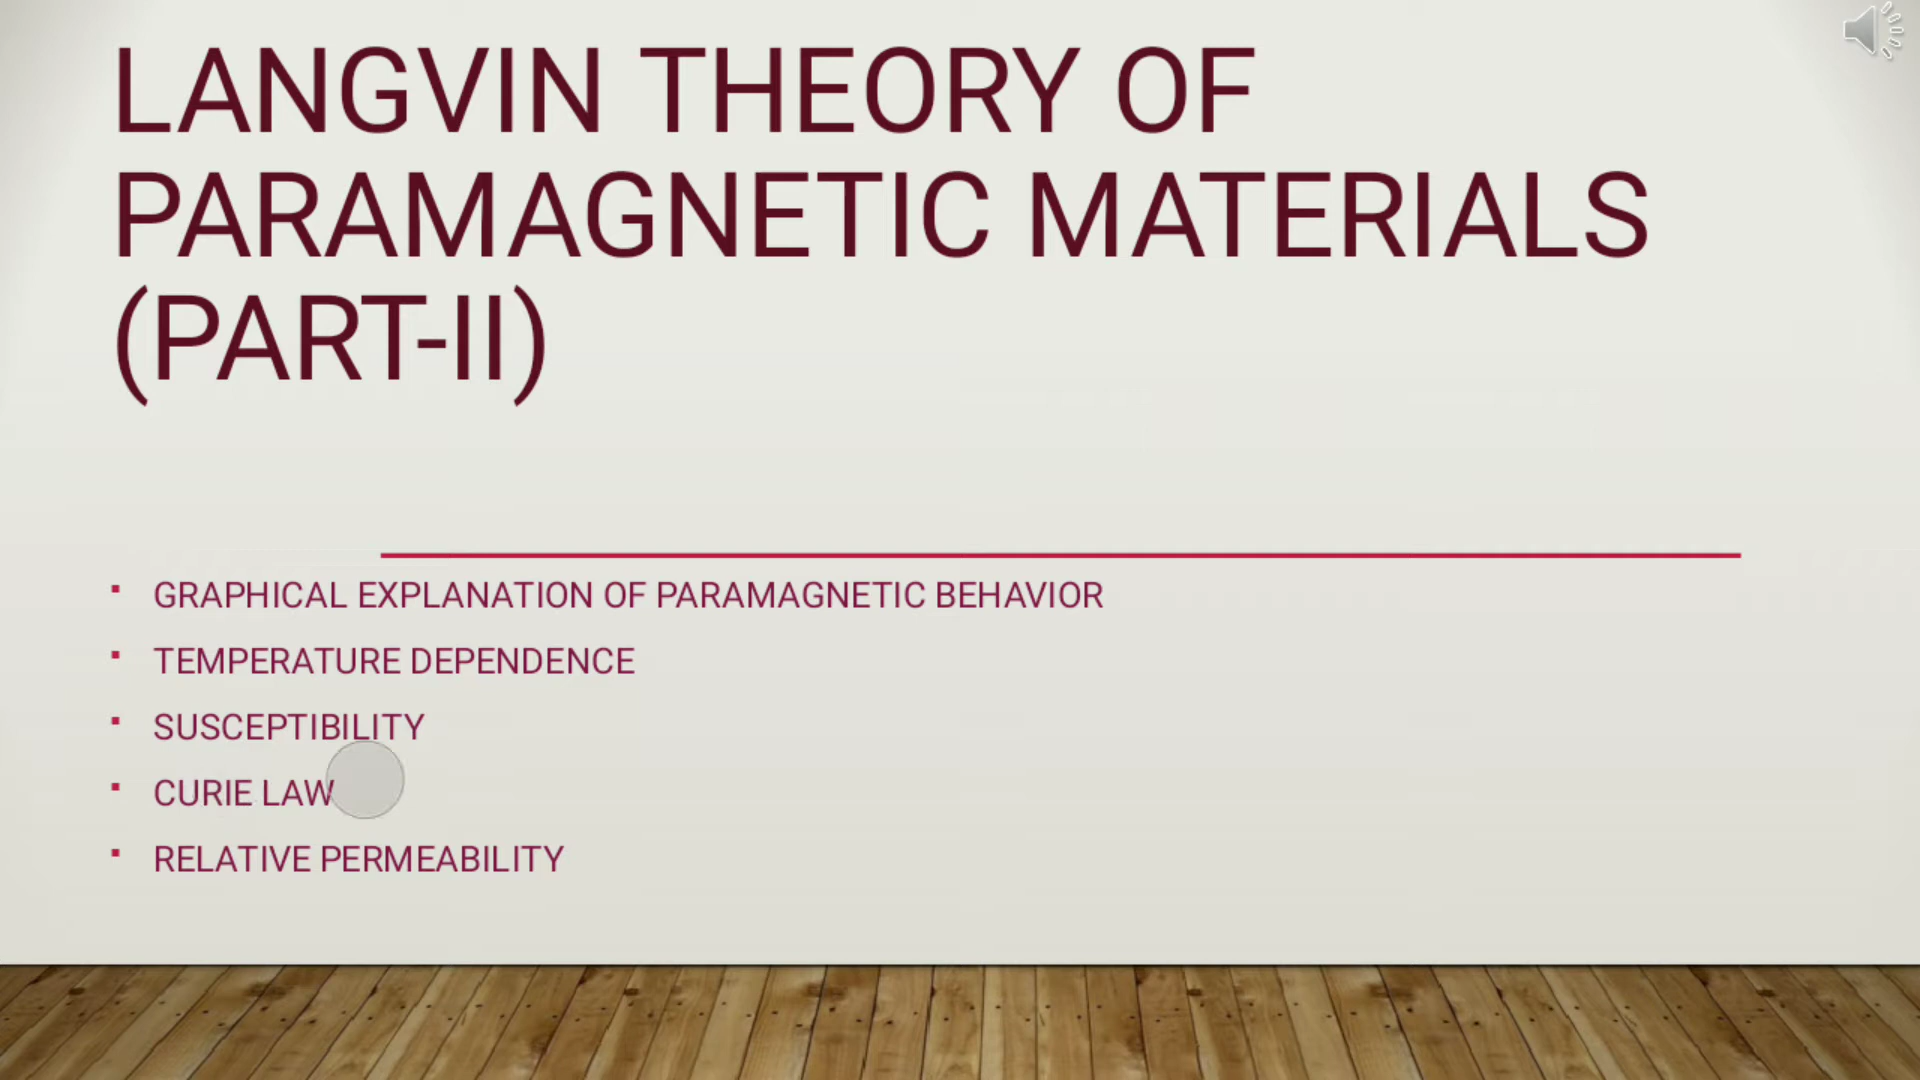 LANGVIN THEORY OF
PARAMAGNETIC MATERIALS
(PART-II)
GRAPHICAL EXPLANATION OF PARAMAGNETIC BEHAVIOR
TEMPERATURE DEPENDENCE
SUSCEPTIBILITY
CURIE LAW
RELATIVE PERMEABILITY